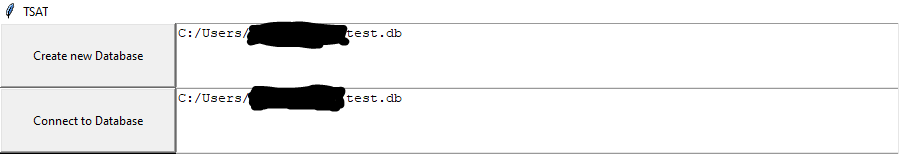 TSAT
Create new Database
C:/Users/ test.db
Connect to Database
C:/Users/ test.db